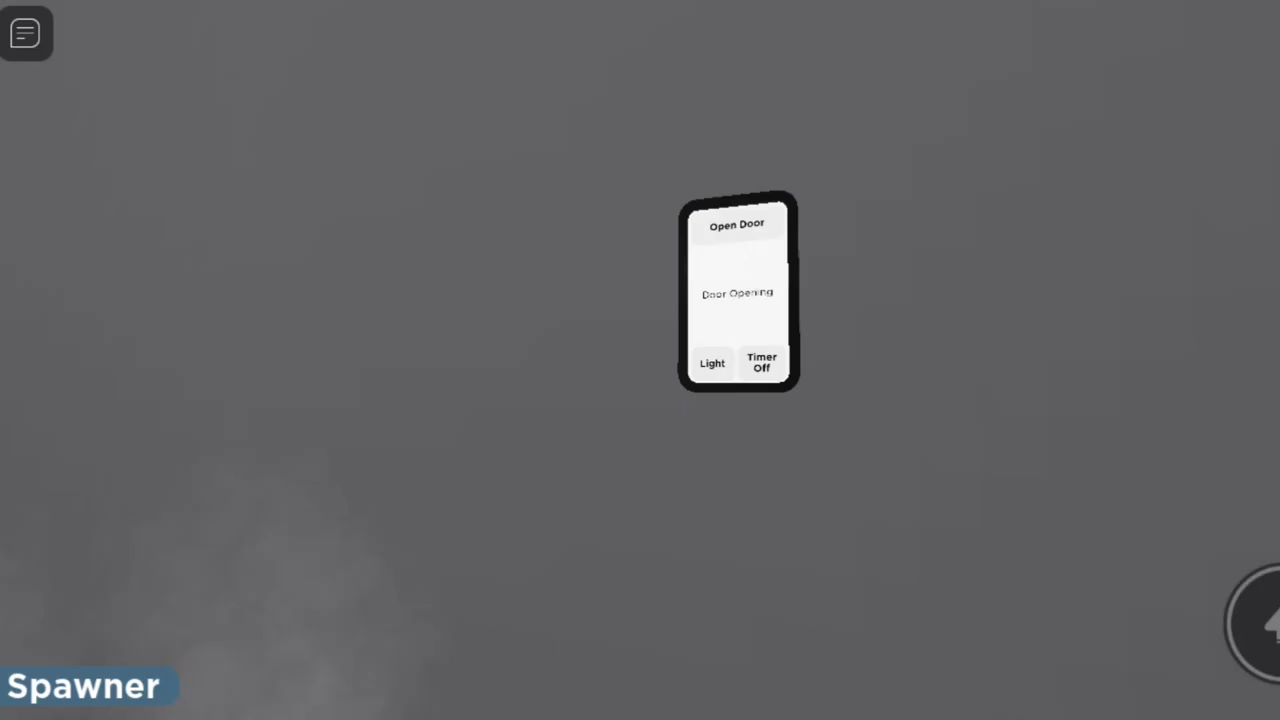 Open Door
Door Opening
Light
Timer
Off
Spawner